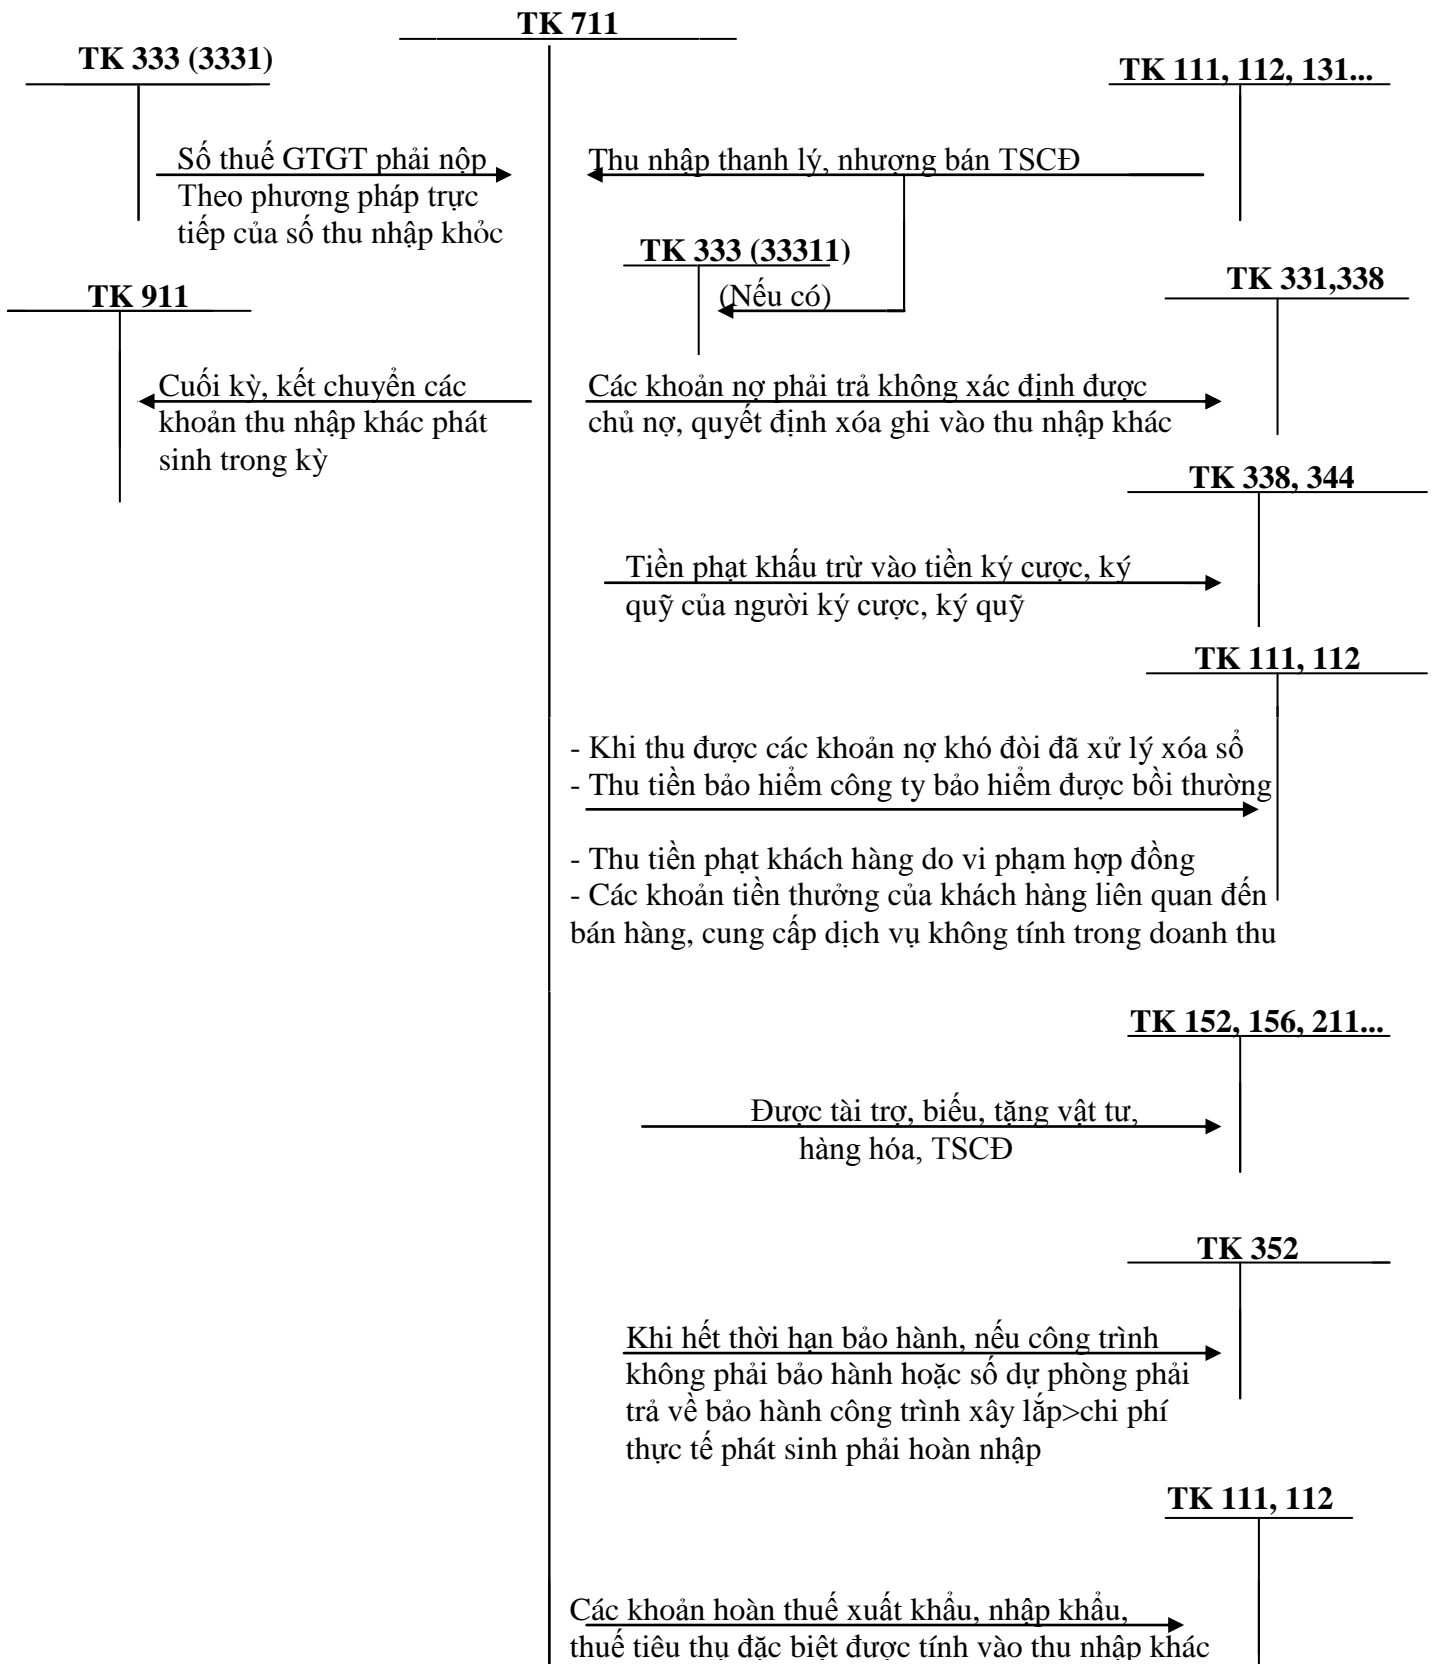 TK 711
TK 333 (3331)
TK 111, 112, 131...
Số thuế GTGT phải nộp
Theo phương pháp trực
tiếp của số thu nhập khỏc
Thu nhập thanh lý, nhượng bán TSCĐ
TK 333 (33311)
(Nếu có)
TK 331,338
TK 911
Cuối kỳ, kết chuyển các
khoản thu nhập khác phát
sinh trong kỳ
Các khoản nợ phải trả không xác định được
chủ nợ, quyết định xóa ghi vào thu nhập khác
TK 338, 344
Tiền phạt khấu trừ vào tiền ký cược, ký
quỹ của người ký cược, ký quỹ
TK 111, 112
- Khi thu được các khoản nợ khó đòi đã xử lý xóa sổ
- Thu tiền bảo hiểm công ty bảo hiểm được bồi thường
- Thu tiền phạt khách hàng do vi phạm hợp đồng
- Các khoản tiền thưởng của khách hàng liên quan đến
bán hàng, cung cấp dịch vụ không tính trong doanh thu
TK 152, 156, 211...
Được tài trợ, biếu, tặng vật tư,
hàng hóa, TSCĐ
TK 352
Khi hết thời hạn bảo hành, nếu công trình
không phải bảo hành hoặc số dự phòng phải
trả về bảo hành công trình xây lắp>chi phí
thực tế phát sinh phải hoàn nhập
TK 111, 112
Các khoản hoàn thuế xuất khẩu, nhập khẩu,
thuế tiêu thụ đặc biệt được tính vào thu nhập khác